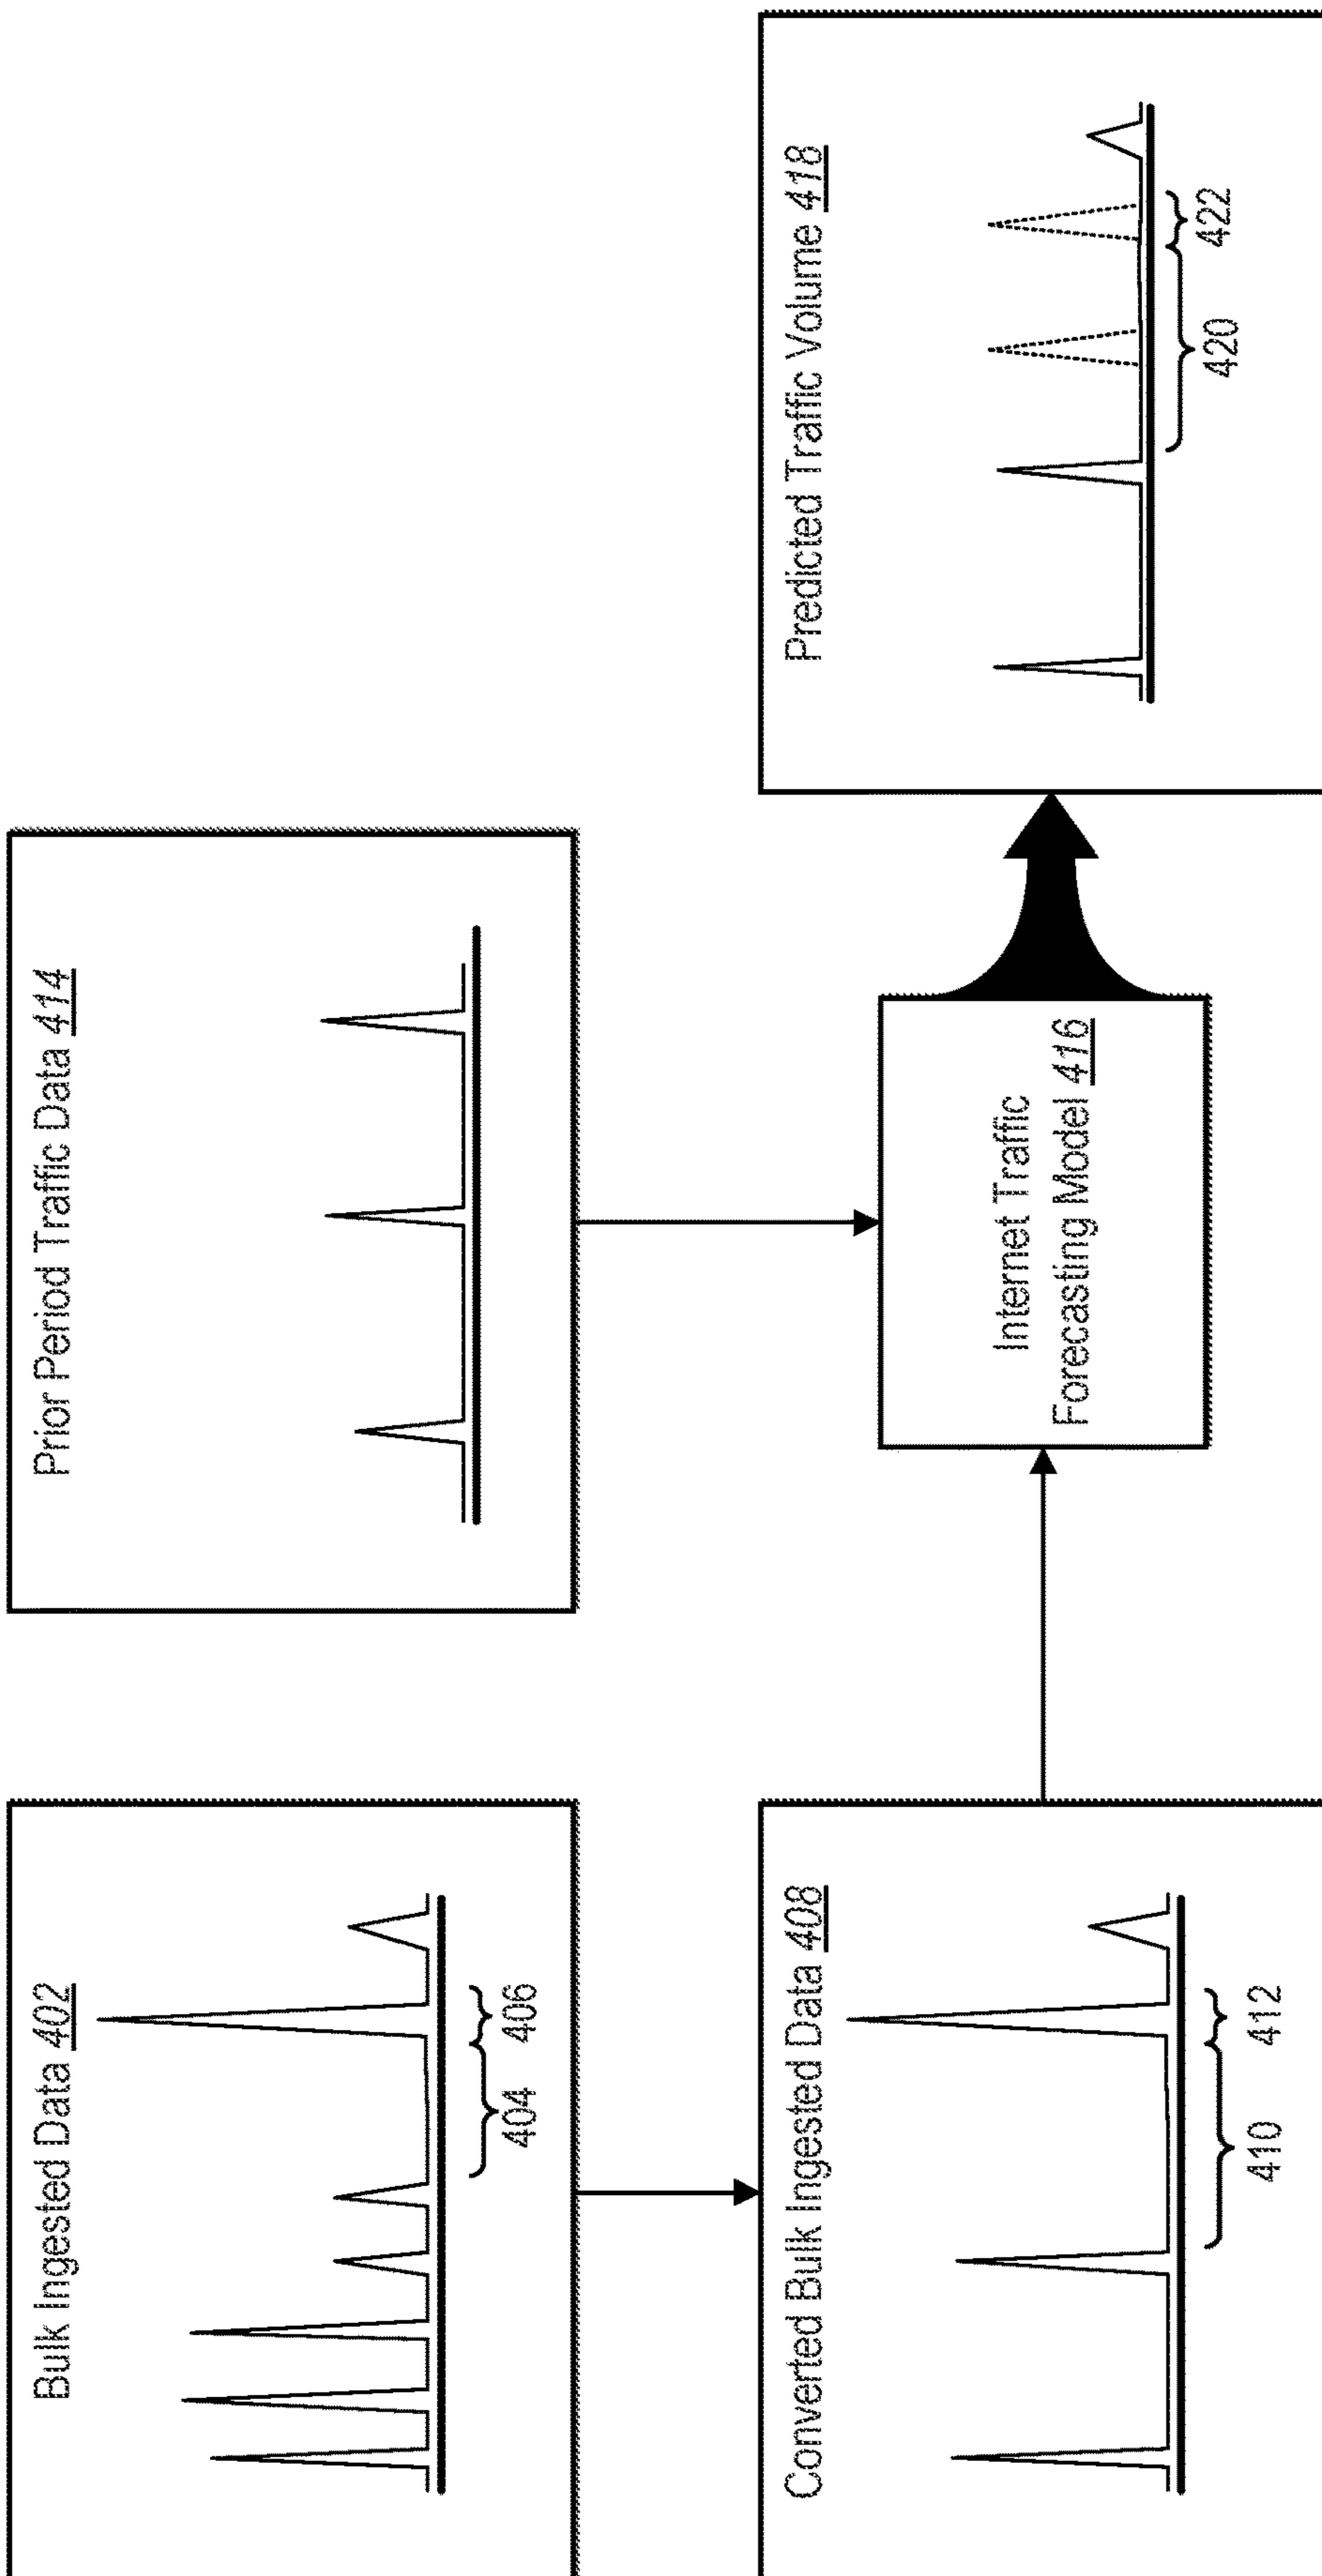 Bulk Ingested Data 402
404
406
Prior Period Traffic Data 414
Converted Bulk Ingested Data 408
410
412
Internet Traffic
Forecasting Model 416
Predicted Traffic Volume 418
420
422